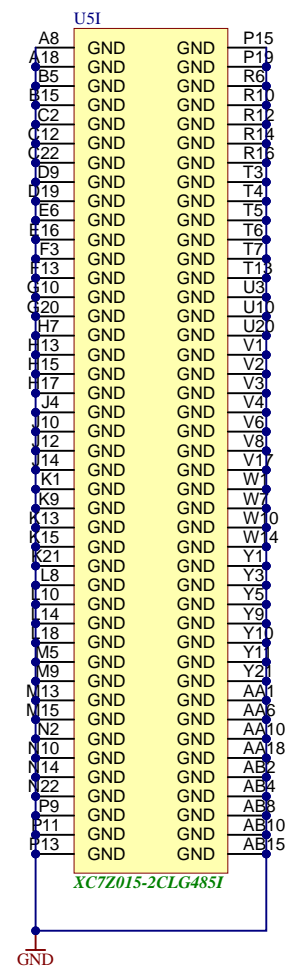 U5I
A8 GND GND P15
A18 GND GND P19
B5 GND GND R6
B15 GND GND R10
C2 GND GND R12
C12 GND GND R14
C22 GND GND R16
D9 GND GND T3
D19 GND GND T4
E6 GND GND T5
E16 GND GND T6
F3 GND GND T7
F13 GND GND T13
G10 GND GND U3
G20 GND GND U10
H7 GND GND U20
H13 GND GND V1
H15 GND GND V2
H17 GND GND V3
J4 GND GND V4
J10 GND GND V6
J12 GND GND V8
J14 GND GND V17
K1 GND GND W1
K9 GND GND W7
K13 GND GND W10
K15 GND GND W14
K21 GND GND Y1
L8 GND GND Y3
L10 GND GND Y5
L14 GND GND Y9
L18 GND GND Y10
M5 GND GND Y11
M9 GND GND Y21
M13 GND GND AA1
M15 GND GND AA6
N2 GND GND AA10
N10 GND GND AA18
N14 GND GND AB2
N22 GND GND AB4
P9 GND GND AB8
P11 GND GND AB10
P13 GND GND AB15
XC7Z015-2CLG485I
GND